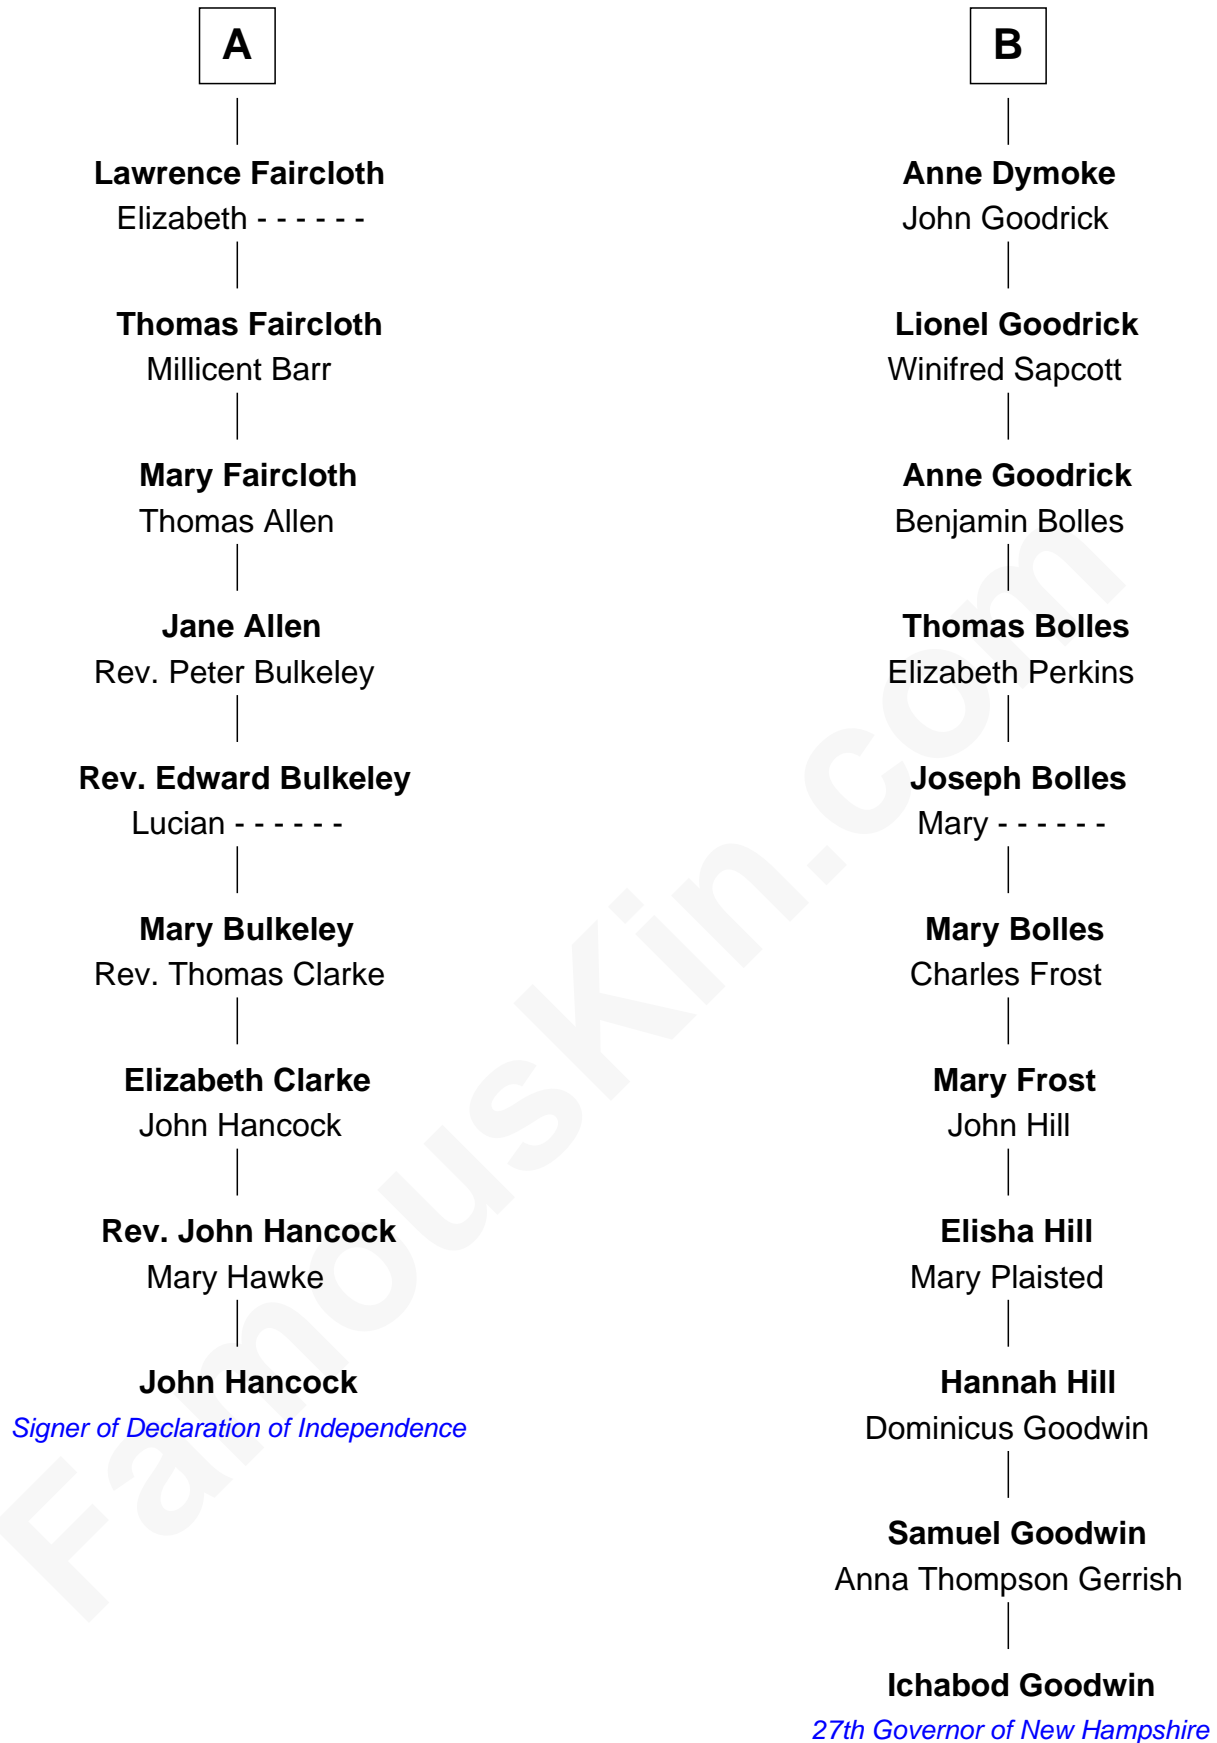 A
Lawrence Faircloth
Elizabeth - - - - - -
Thomas Faircloth
Millicent Barr
Mary Faircloth
Thomas Allen
Jane Allen
Rev. Peter Bulkeley
Rev. Edward Bulkeley
Lucian - - - - - -
Mary Bulkeley
Rev. Thomas Clarke
Elizabeth Clarke
John Hancock
Rev. John Hancock
Mary Hawke
John Hancock
Signer of Declaration of Independence
B
Anne Dymoke
John Goodrick
Lionel Goodrick
Winifred Sapcott
Anne Goodrick
Benjamin Bolles
Thomas Bolles
Elizabeth Perkins
Joseph Bolles
Mary - - - - - -
Mary Bolles
Charles Frost
Mary Frost
John Hill
Elisha Hill
Mary Plaisted
Hannah Hill
Dominicus Goodwin
Samuel Goodwin
Anna Thompson Gerrish
Ichabod Goodwin
27th Governor of New Hampshire
FamousKin.com